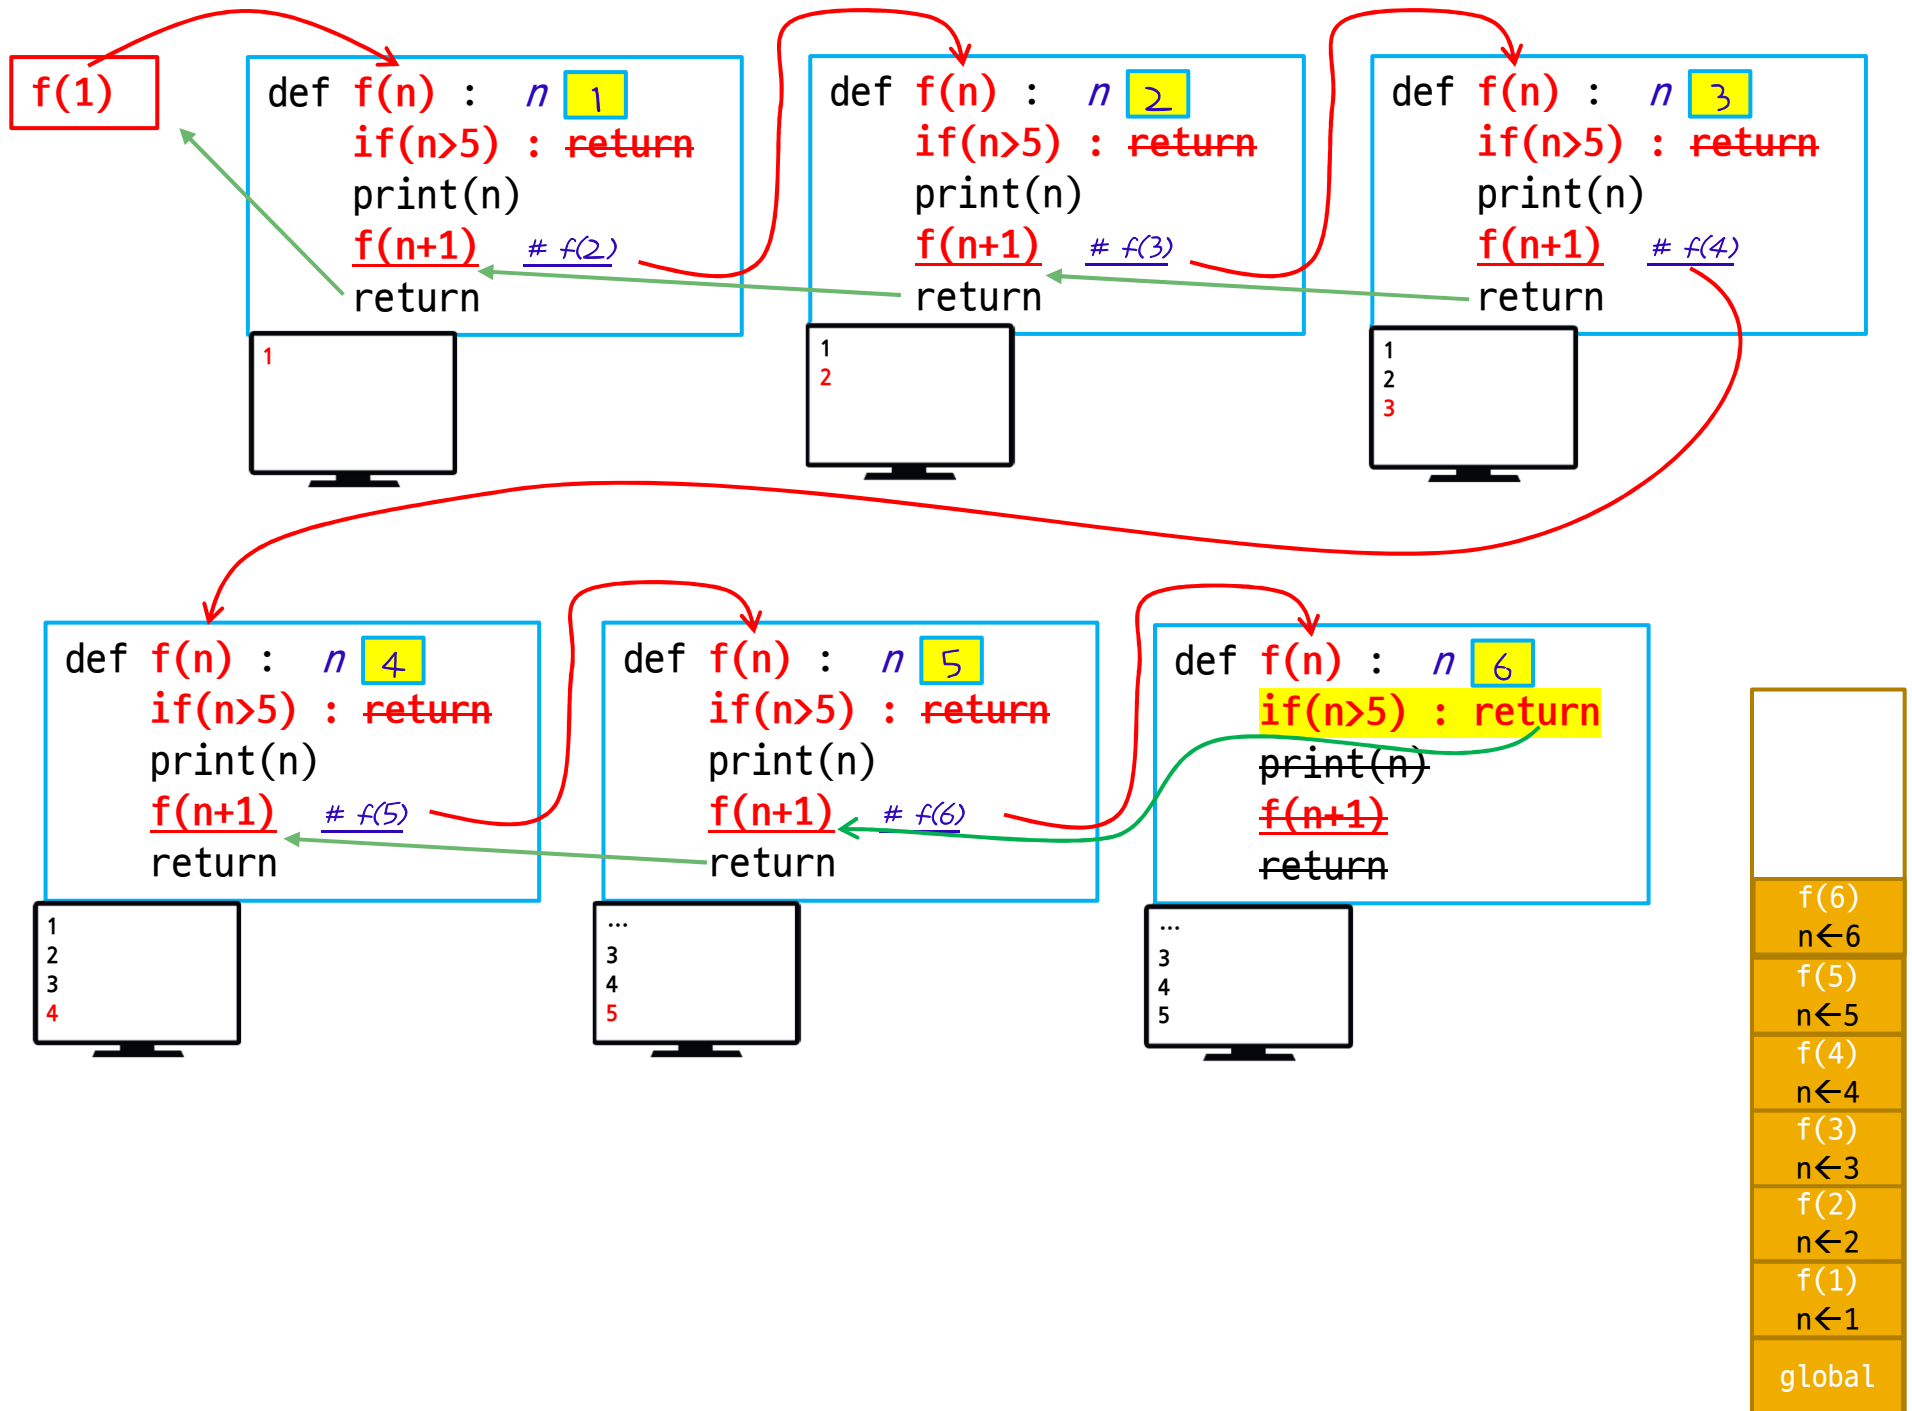 f(1)
def f(n) : n 1
if(n>5) : return
print(n)
f(n+1) # f(2)
return
1
def f(n) : n 2
if(n>5) : return
print(n)
f(n+1) # f(3)
return
1
2
def f(n) : n 3
if(n>5) : return
print(n)
f(n+1) # f(4)
return
1
2
3
def f(n) : n 4
if(n>5) : return
print(n)
f(n+1) # f(5)
return
1
2
3
4
def f(n) : n 5
if(n>5) : return
print(n)
f(n+1) # f(6)
return
...
3
4
5
def f(n) : n 6
if(n>5) : return
print(n)
f(n+1)
return
...
3
4
5
f(6)
n←6
f(5)
n←5
f(4)
n←4
f(3)
n←3
f(2)
n←2
f(1)
n←1
global